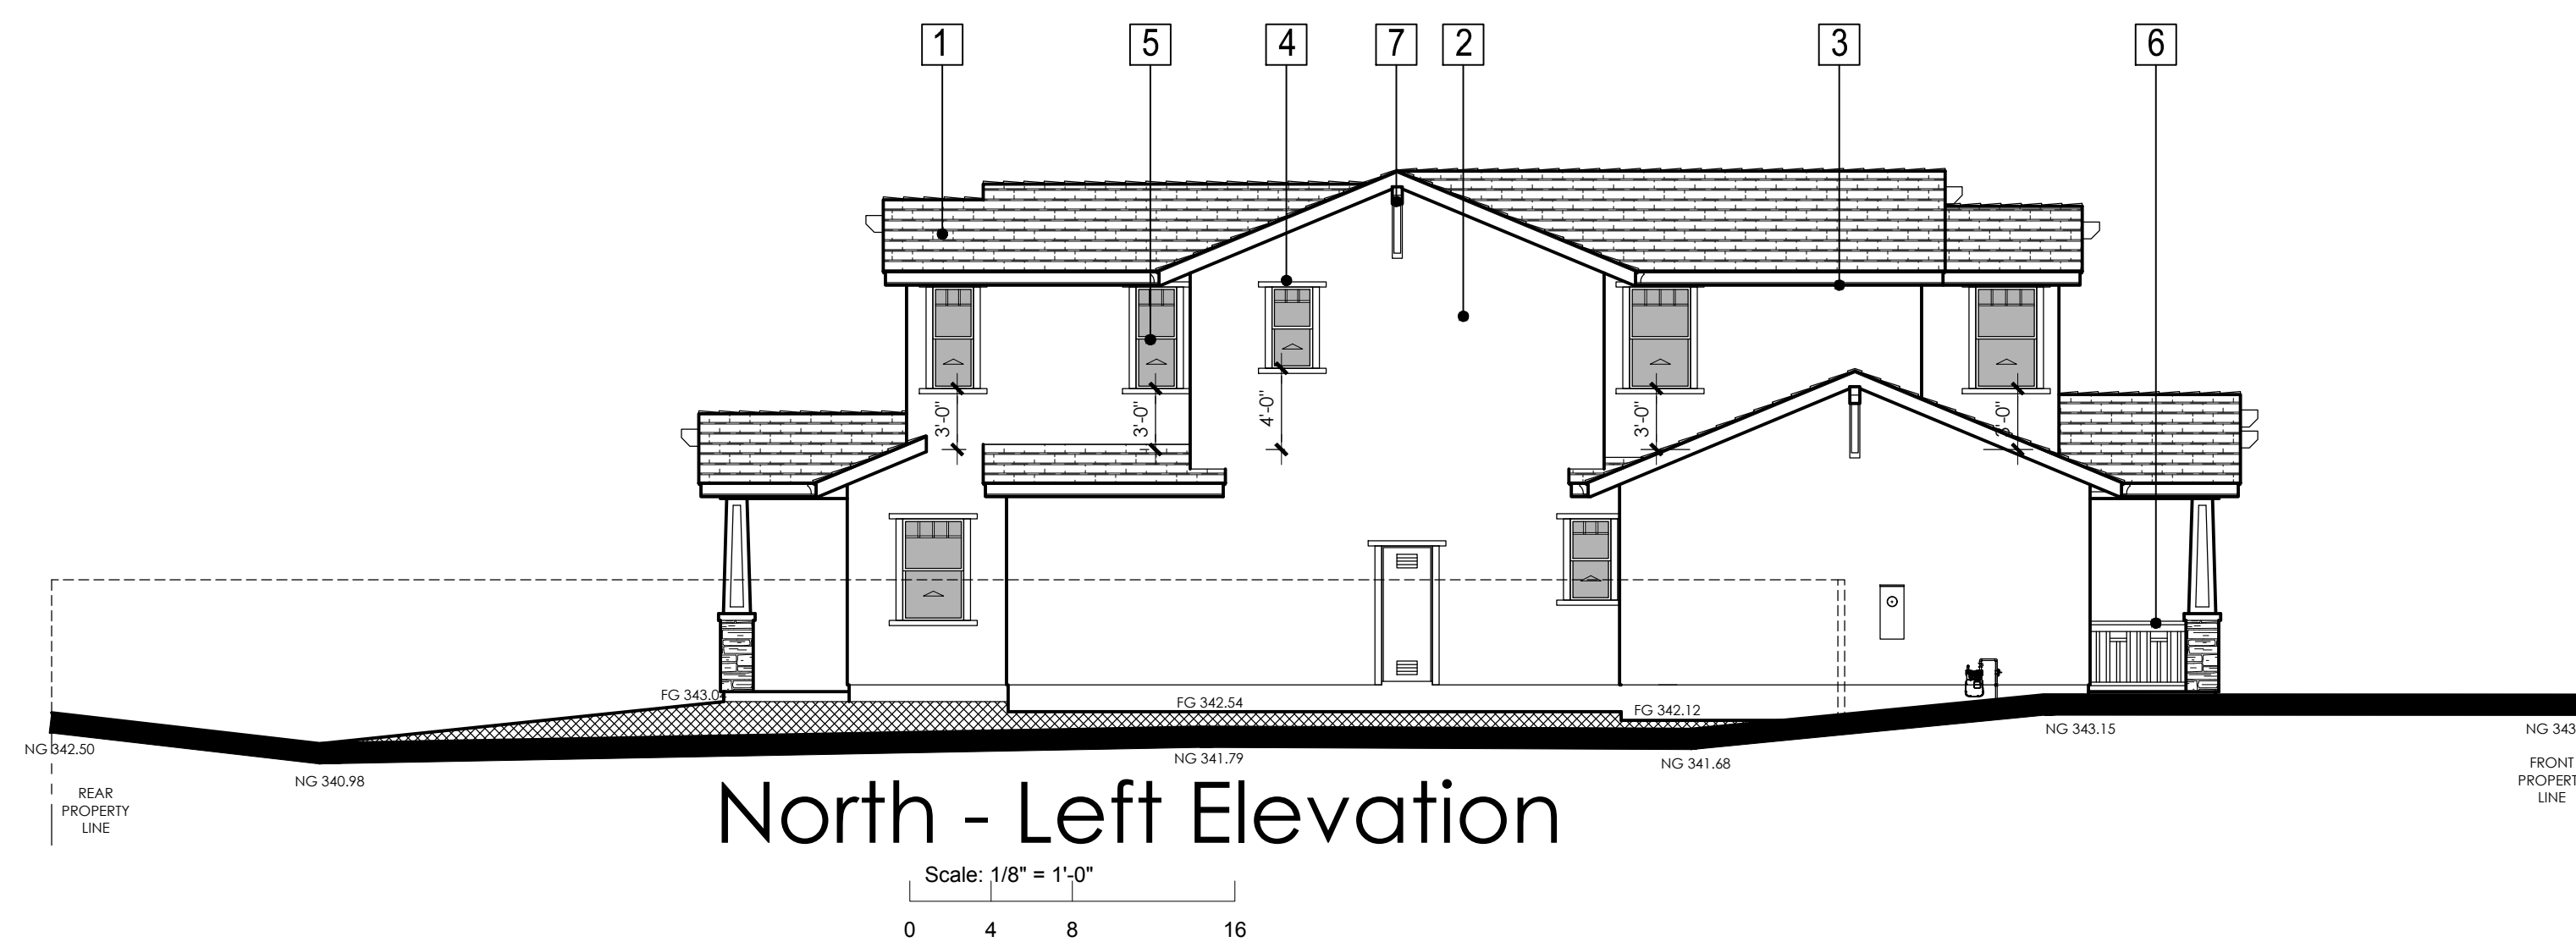 1 5 4 7 2 3 6
3'-0" 3'-0" 4'-0" 3'-0" 3'-0"
FG 343.04
FG 342.54
FG 342.12
NG 342.50
NG 340.98
NG 341.79
NG 341.68
NG 343.15
NG 343
REAR
PROPERTY
LINE
FRONT
LINE
North - Left Elevation
Scale: 1/8" = 1'-0"
0 4 8 16